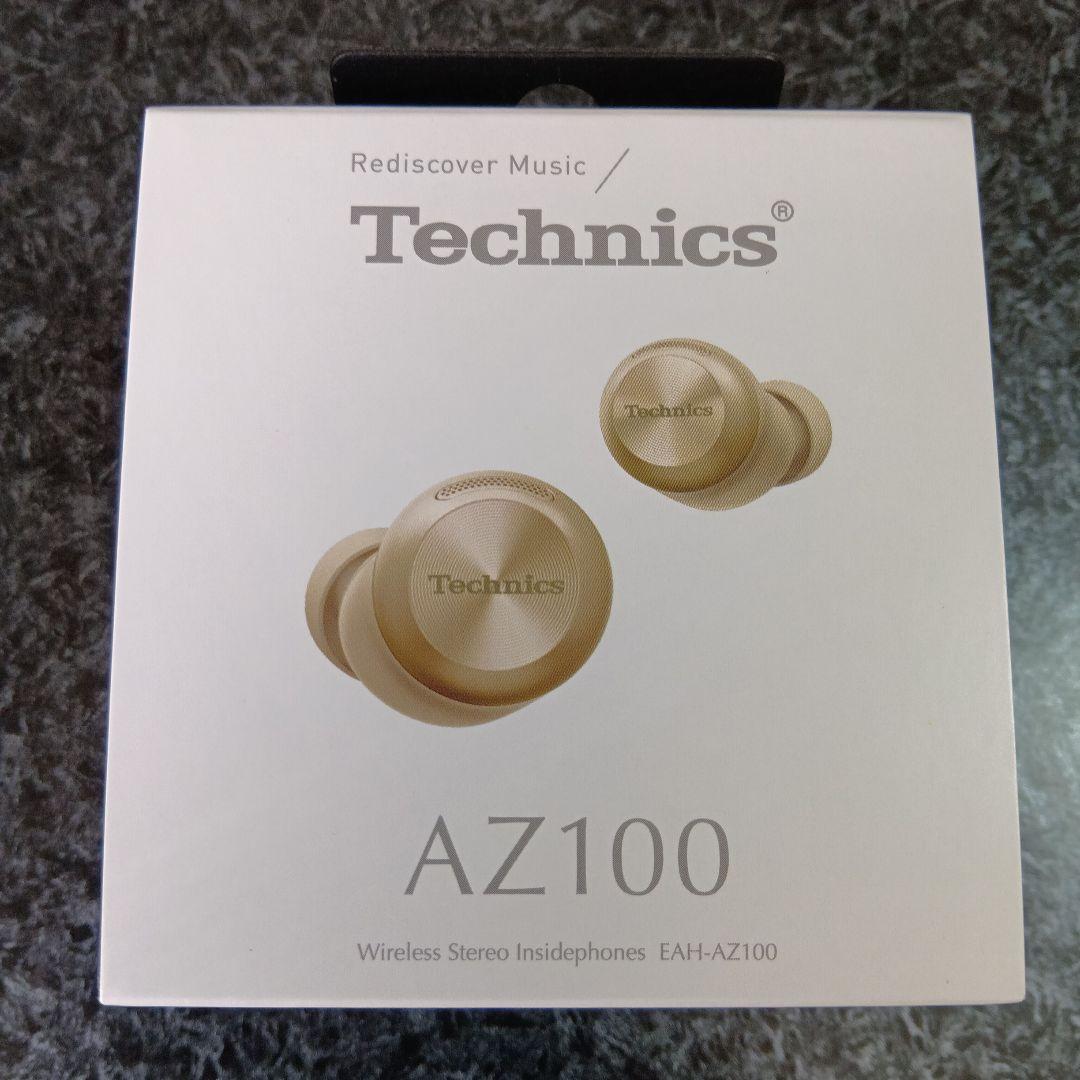 Rediscover Music /
Technics®
Technics
Technics
AZ100
Wireless Stereo Insidephones EAH-AZ100